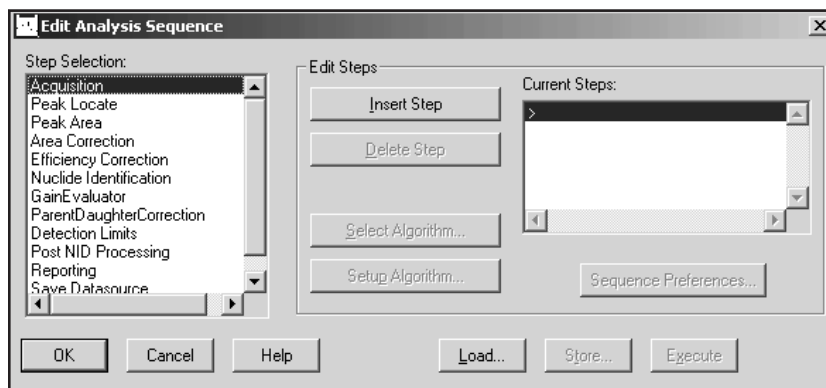 Edit Analysis Sequence
Step Selection:
Acquisition
Peak Locate
Peak Area
Area Correction
Efficiency Correction
Nuclide Identification
GainEvaluator
ParentDaughterCorrection
Detection Limits
Post NID Processing
Reporting
Save Datasource
Edit Steps
Insert Step
Delete Step
Select Algorithm...
Setup Algorithm...
Current Steps:
>
Sequence Preferences...
OK
Cancel
Help
Load...
Store...
Execute